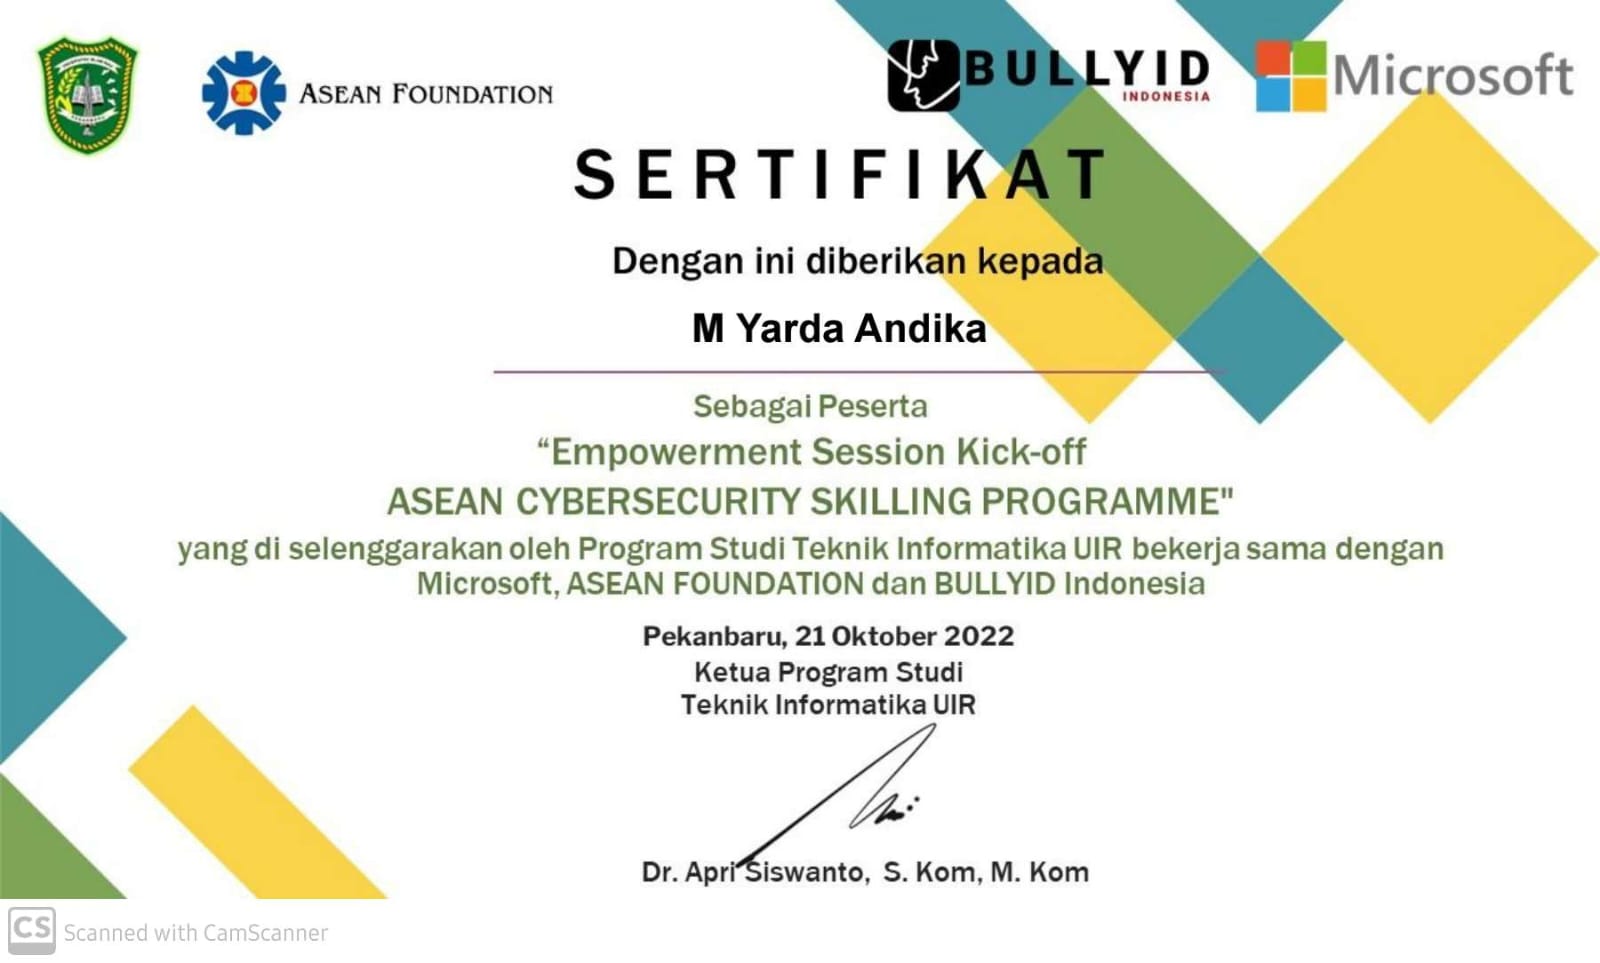 ASEAN FOUNDATION
BULLYID
INDONESIA
Microsoft
SERTIFIKAT
Dengan ini diberikan kepada
M Yarda Andika
Sebagai Peserta
“Empowerment Session Kick-off
ASEAN CYBERSECURITY SKILLING PROGRAMME"
yang di selenggarakan oleh Program Studi Teknik Informatika UIR bekerja sama dengan
Microsoft, ASEAN FOUNDATION dan BULLYID Indonesia
Pekanbaru, 21 Oktober 2022
Ketua Program Studi
Teknik Informatika UIR
Dr. Apri Siswanto, S. Kom, M. Kom
CS Scanned with CamScanner